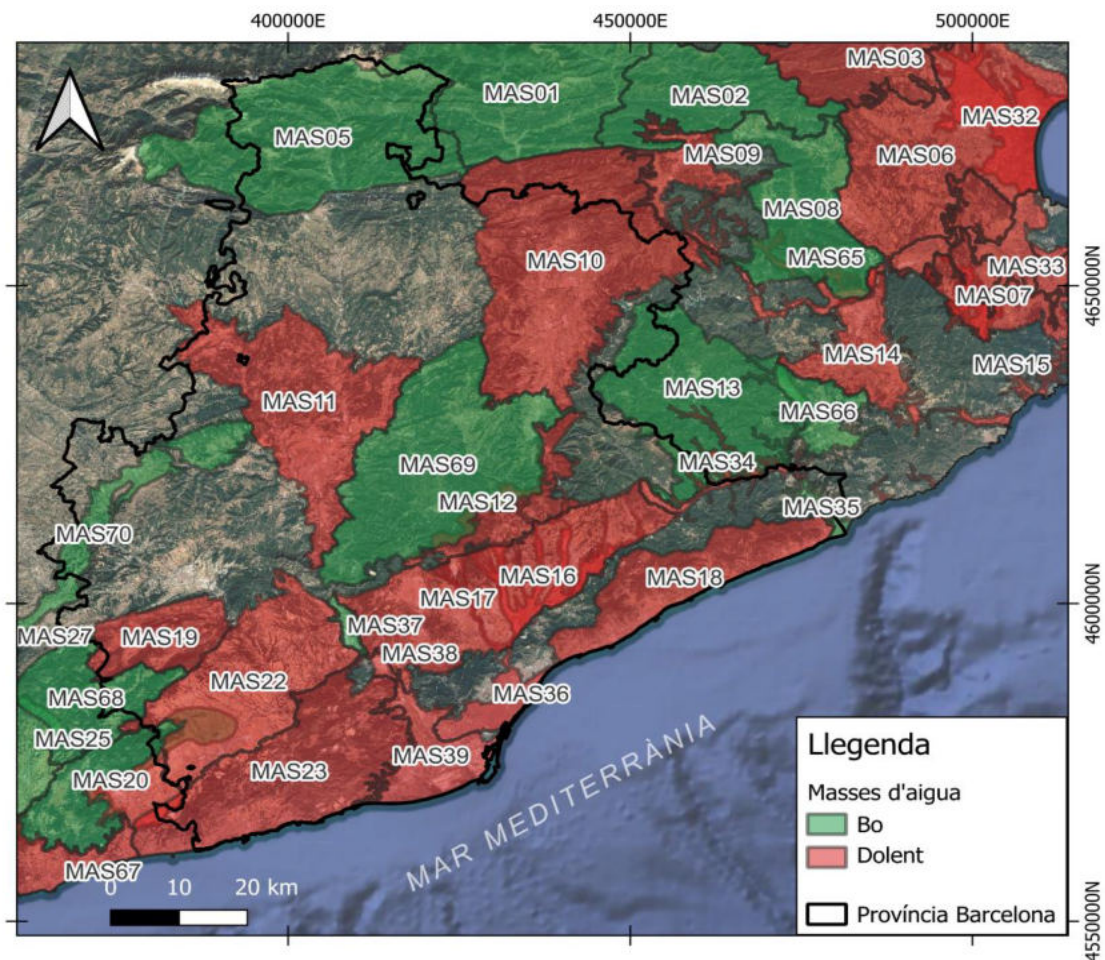 400000E
450000E
500000E
MAS03
MAS01
MAS02
MAS32
MAS05
MAS09
MAS06
MAS08
MAS10
MAS65
MAS33
MAS07
4650000N
MAS14
MAS15
MAS13
MAS11
MAS66
MAS69
MAS34
MAS12
MAS35
MAS70
MAS16
MAS18
MAS17
4600000N
MAS37
MAS27
MAS19
MAS38
MAS22
MAS68
MAS36
MAS25
MAS39
MAS23
MAS20
MAR MEDITERRÀNIA
MAS67
0 10 20 km
Llegenda
Masses d'aigua
Bo
Dolent
Província Barcelona
4550000N